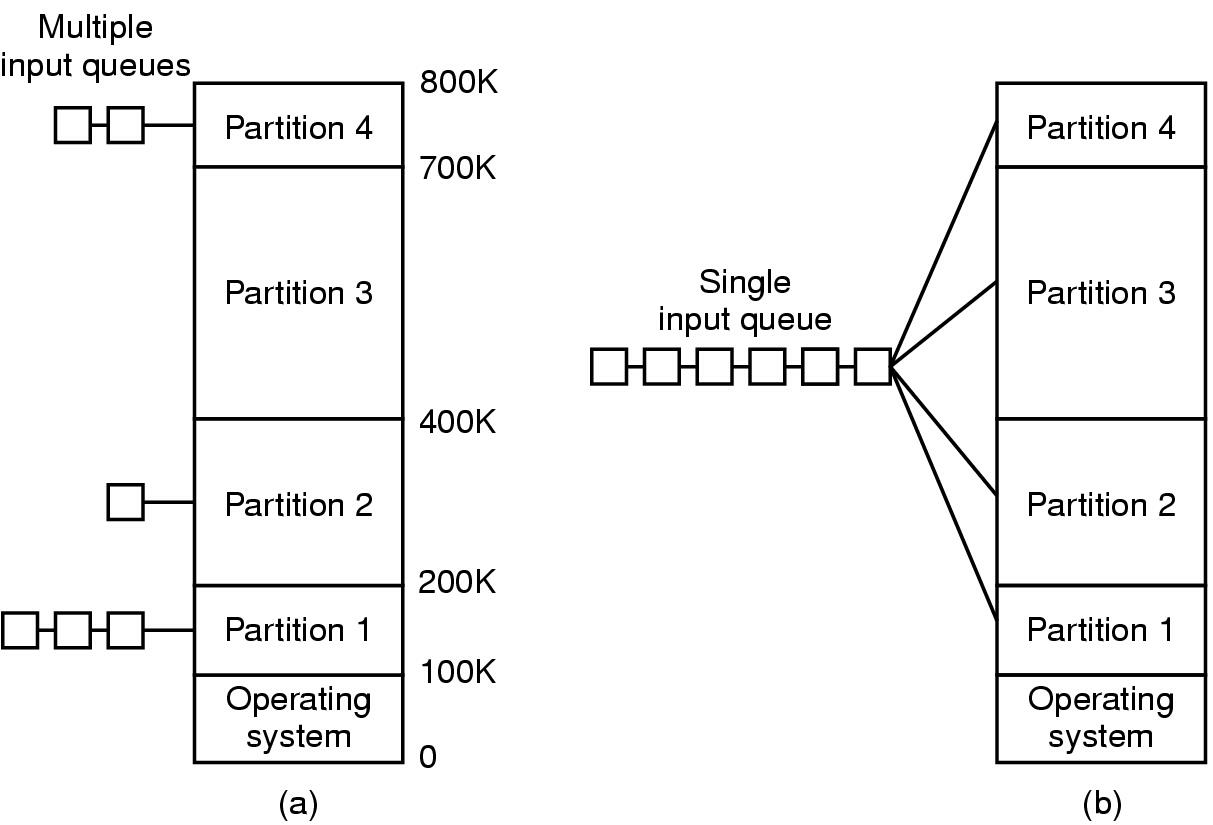 Multiple
input queues
800K
Partition 4
700K
Partition 3
400K
Partition 2
200K
Partition 1
100K
Operating
system
0
(a)
Single
input queue
Partition 4
Partition 3
Partition 2
Partition 1
Operating
system
(b)